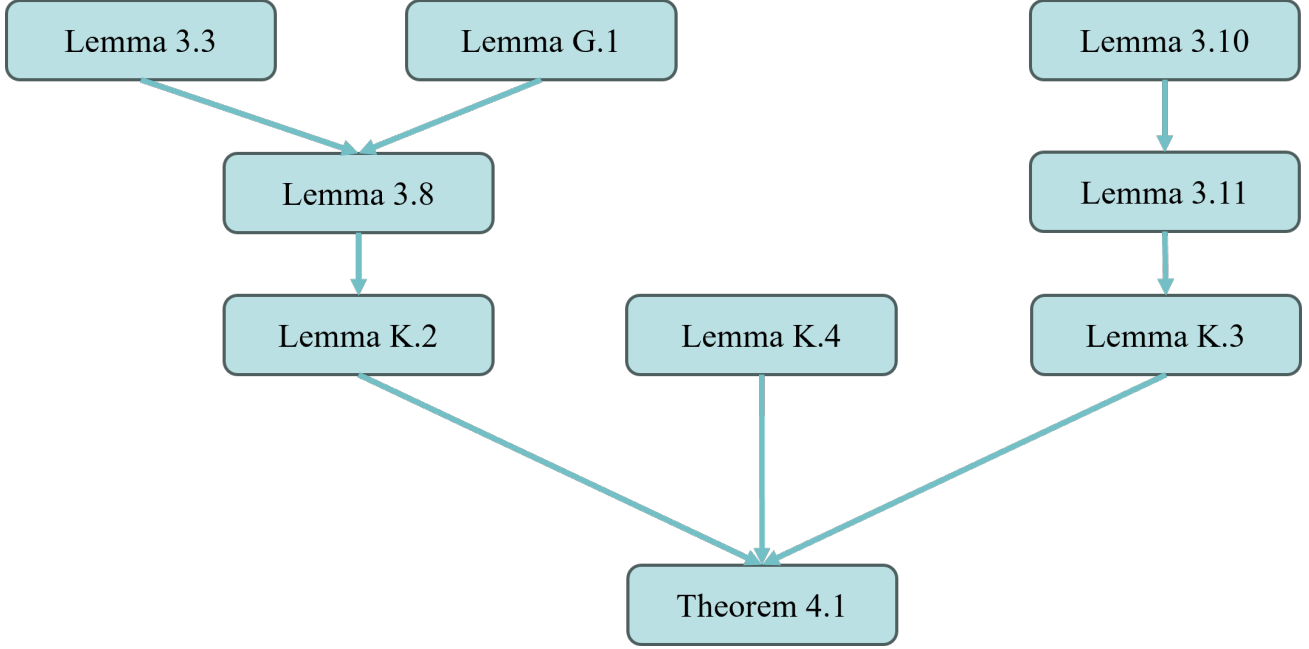 Lemma 3.3
Lemma G.1
Lemma 3.10
Lemma 3.8
Lemma 3.11
Lemma K.2
Lemma K.4
Lemma K.3
Theorem 4.1